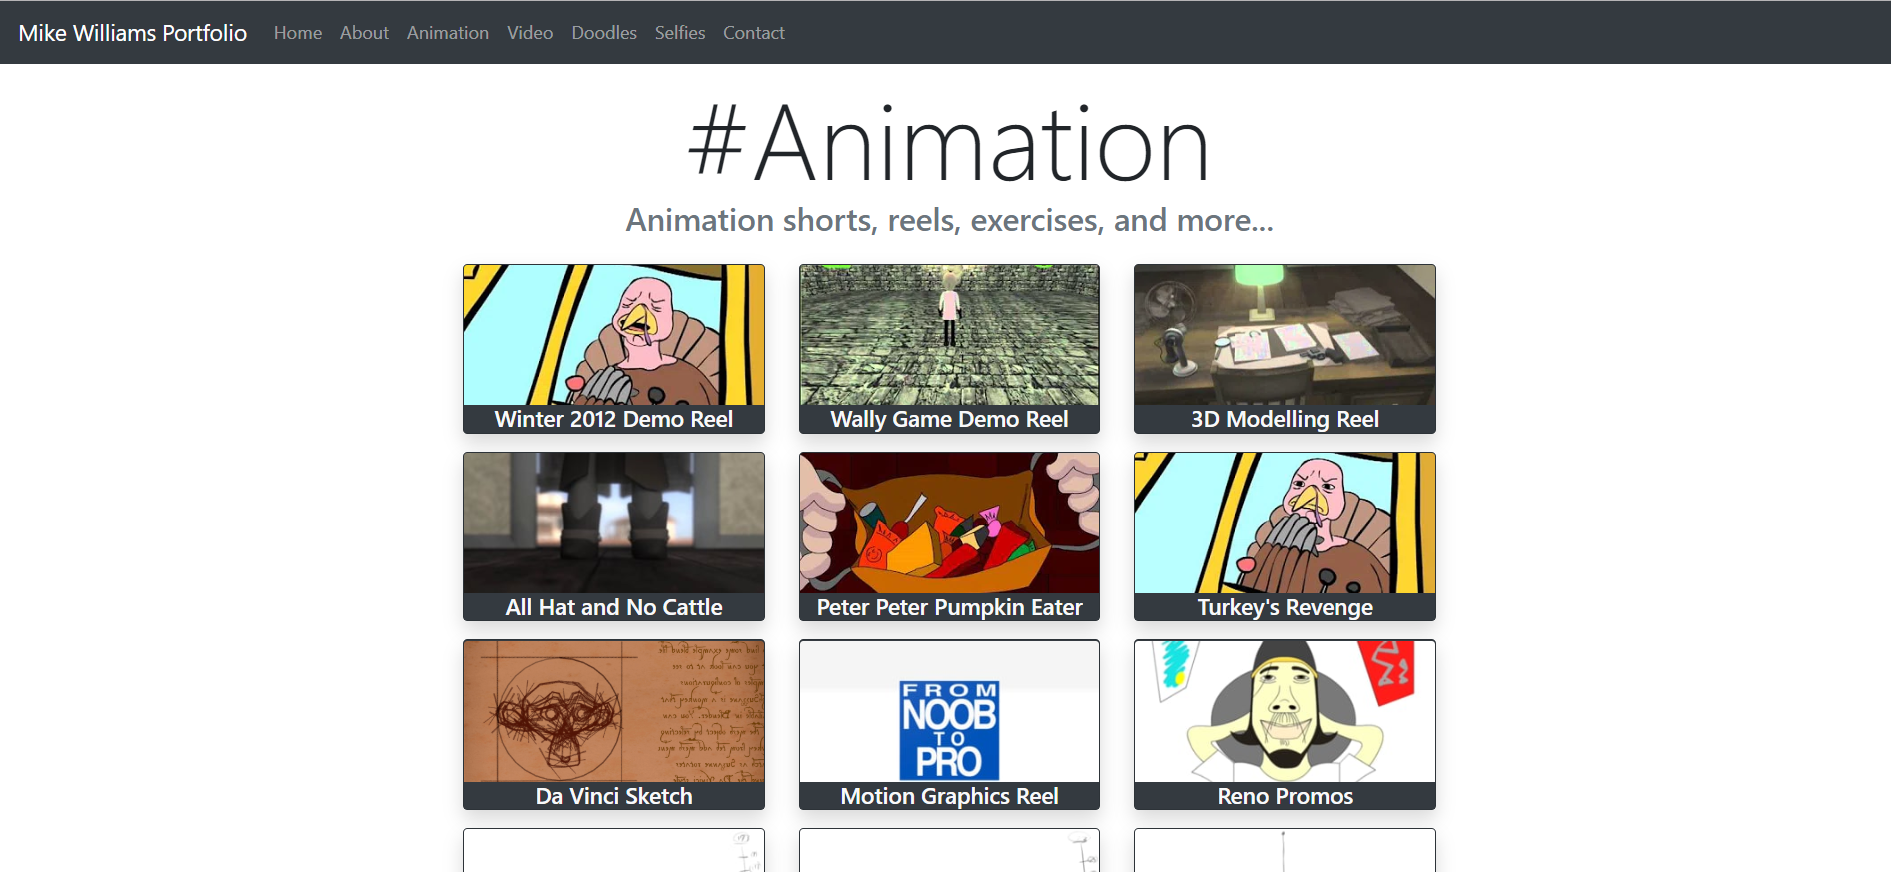 Mike Williams Portfolio Home About Animation Video Doodles Selfies Contact
#Animation
Animation shorts, reels, exercises, and more...
Winter 2012 Demo Reel
Wally Game Demo Reel
3D Modelling Reel
All Hat and No Cattle
Peter Peter Pumpkin Eater
Turkey's Revenge
Da Vinci Sketch
FROM
NOOB
TO
PRO
Motion Graphics Reel
Reno Promos